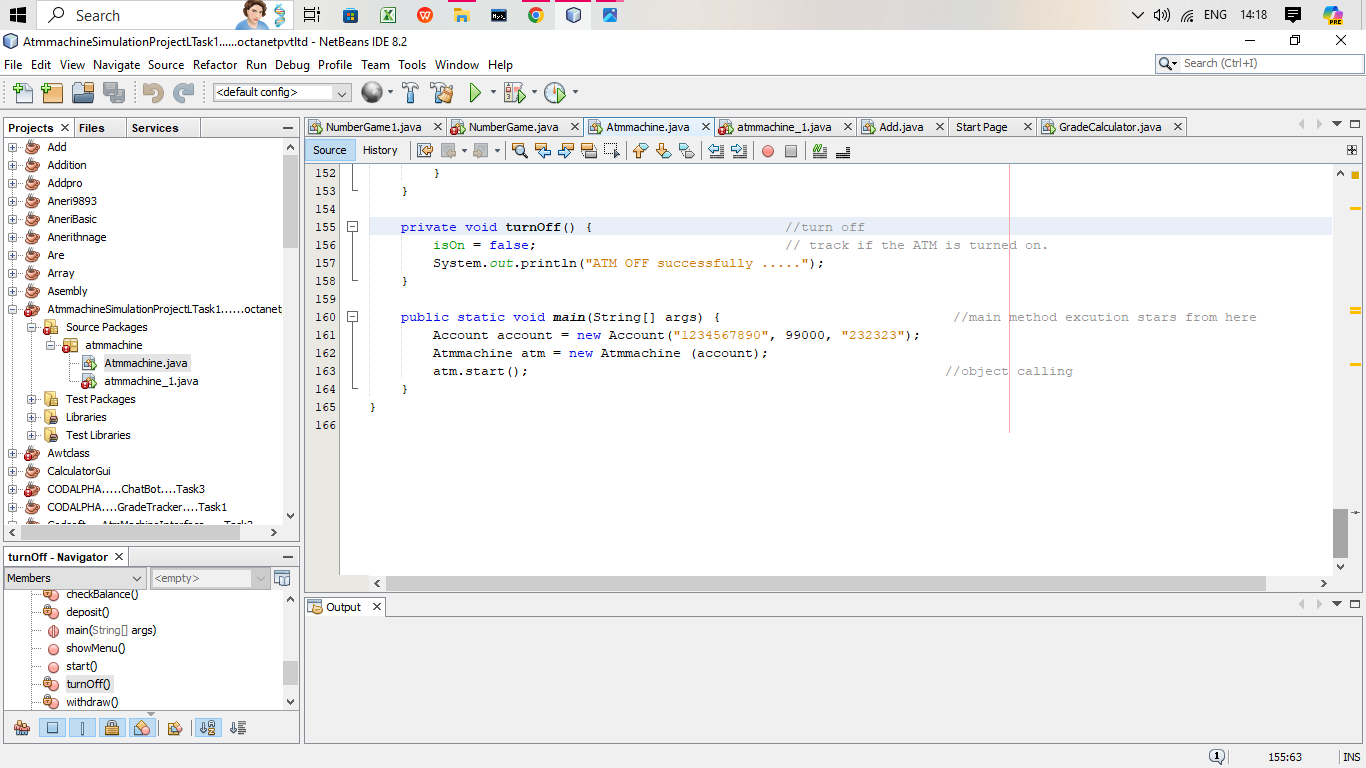 Search
ENG
14:18
PRE
AtmmachineSimulationProjectLTask1......octanetpvtltd - NetBeans IDE 8.2
File Edit View Navigate Source Refactor Run Debug Profile Team Tools Window Help
Search (Ctrl+I)
<default config>
Projects
Files
Services
Add
Addition
Addpro
Aneri9893
AneriBasic
Anerithnage
Are
Array
Asembly
AtmmachineSimulationProjectLTask1......octanet
Source Packages
atmmachine
Atmmachine.java
atmmachine_1.java
Test Packages
Libraries
Test Libraries
Awtclass
CalculatorGui
CODALPHA.....ChatBot....Task3
CODALPHA....GradeTracker....Task1
turnOff - Navigator
Members
<empty>
checkBalance()
deposit()
main(String[] args)
showMenu()
start()
turnOff()
withdraw()
NumberGame1.java
NumberGame.java
Atmmachine.java
atmmachine_1.java
Add.java
Start Page
GradeCalculator.java
Source
History
152 }
153 }
154
155 private void turnOff() { //turn off
156 isOn = false; // track if the ATM is turned on.
157 System.out.println("ATM OFF successfully .....");
158 }
159
160 public static void main(String[] args) { //main method excution stars from here
161 Account account = new Account("1234567890", 99000, "232323");
162 Atmmachine atm = new Atmmachine (account);
163 atm.start(); //object calling
164 }
165 }
166
Output
1
155:63
INS